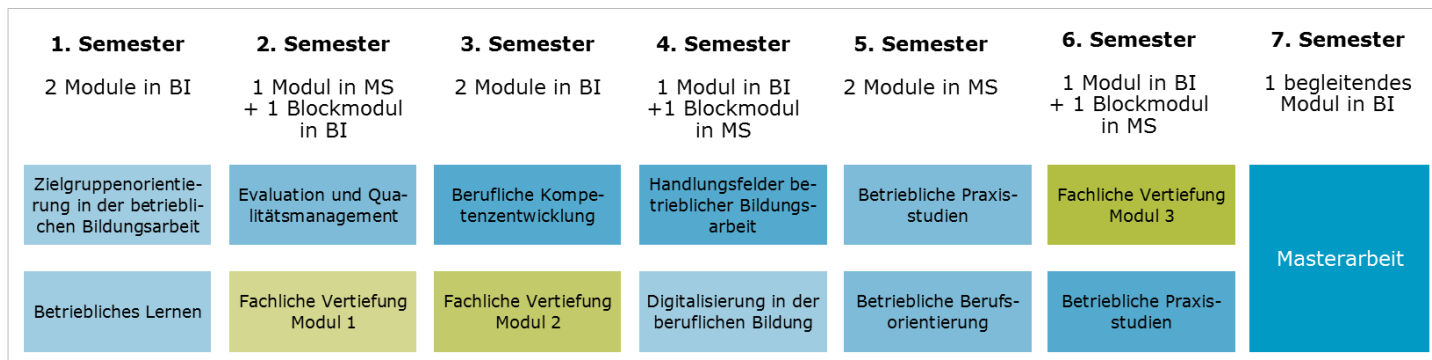 1. Semester
2 Module in BI
2. Semester
1 Modul in MS
+ 1 Blockmodul
in BI
3. Semester
2 Module in BI
4. Semester
1 Modul in BI
+1 Blockmodul
in MS
5. Semester
2 Module in MS
6. Semester
1 Modul in BI
+ 1 Blockmodul
in MS
7. Semester
1 begleitendes
Modul in BI
Zielgruppenorientie-
rung in der betriebli-
chen Bildungsarbeit
Evaluation und Qua-
litätsmanagement
Berufliche Kompe-
tenzentwicklung
Handlungsfelder be-
trieblicher Bildungs-
arbeit
Betriebliche Praxis-
studien
Fachliche Vertiefung
Modul 3
Masterarbeit
Betriebliches Lernen
Fachliche Vertiefung
Modul 1
Fachliche Vertiefung
Modul 2
Digitalisierung in der
beruflichen Bildung
Betriebliche Berufs-
orientierung
Betriebliche Praxis-
studien